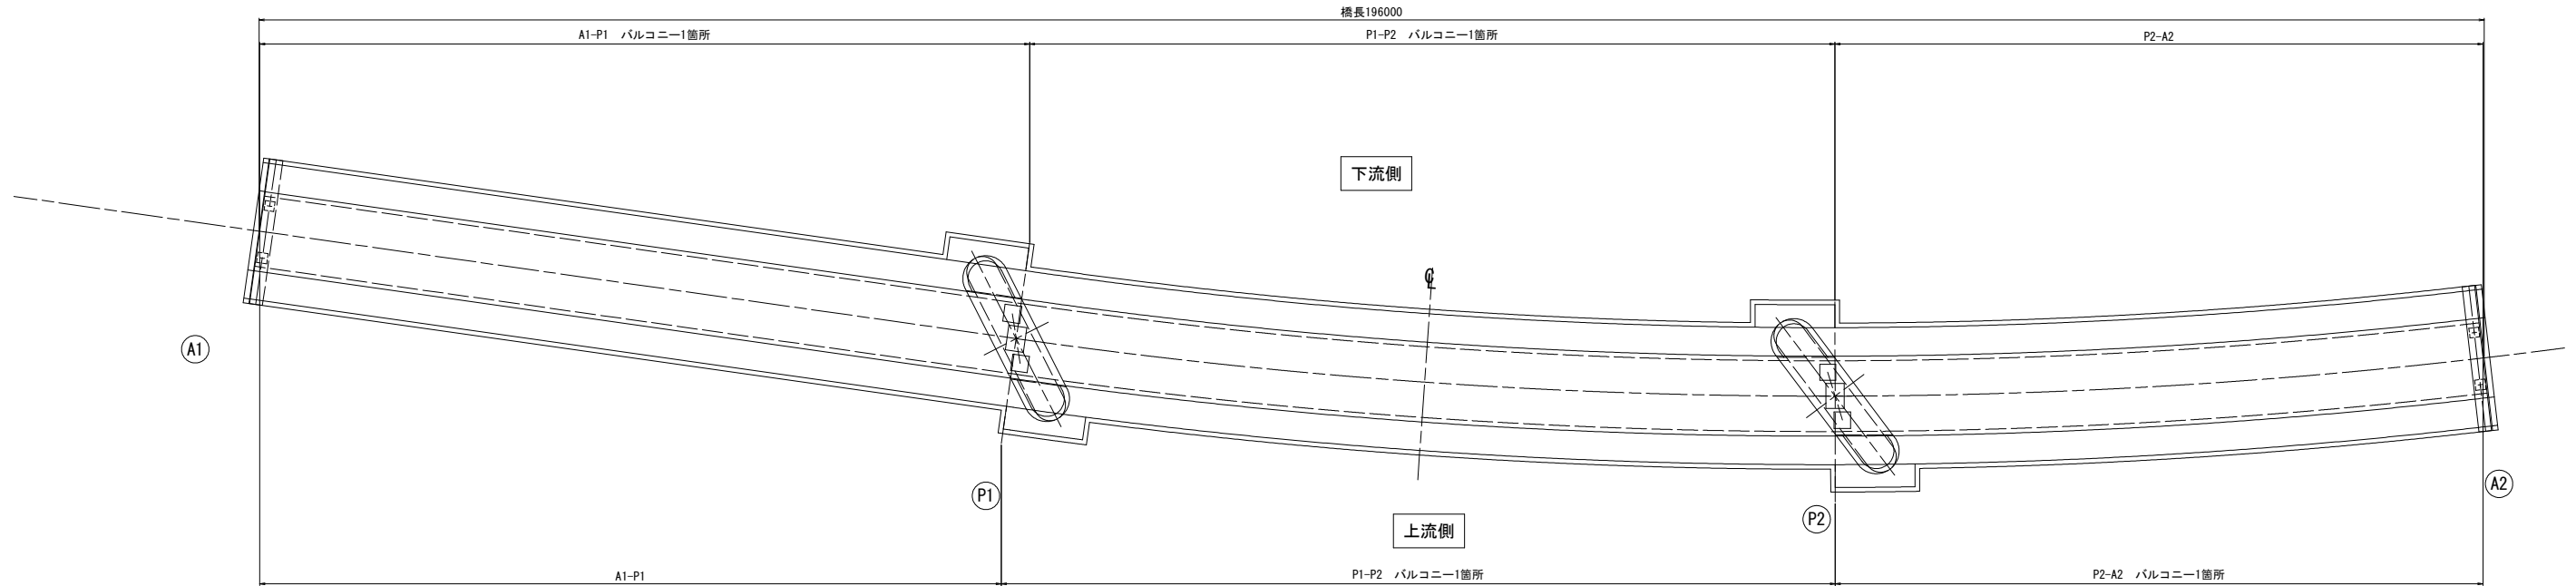 橋長196000
A1-P1 バルコニー1箇所
P1-P2 バルコニー1箇所
P2-A2
下流側
℄
A1
P1
P2
A2
上流側
A1-P1
P1-P2 バルコニー1箇所
P2-A2 バルコニー1箇所